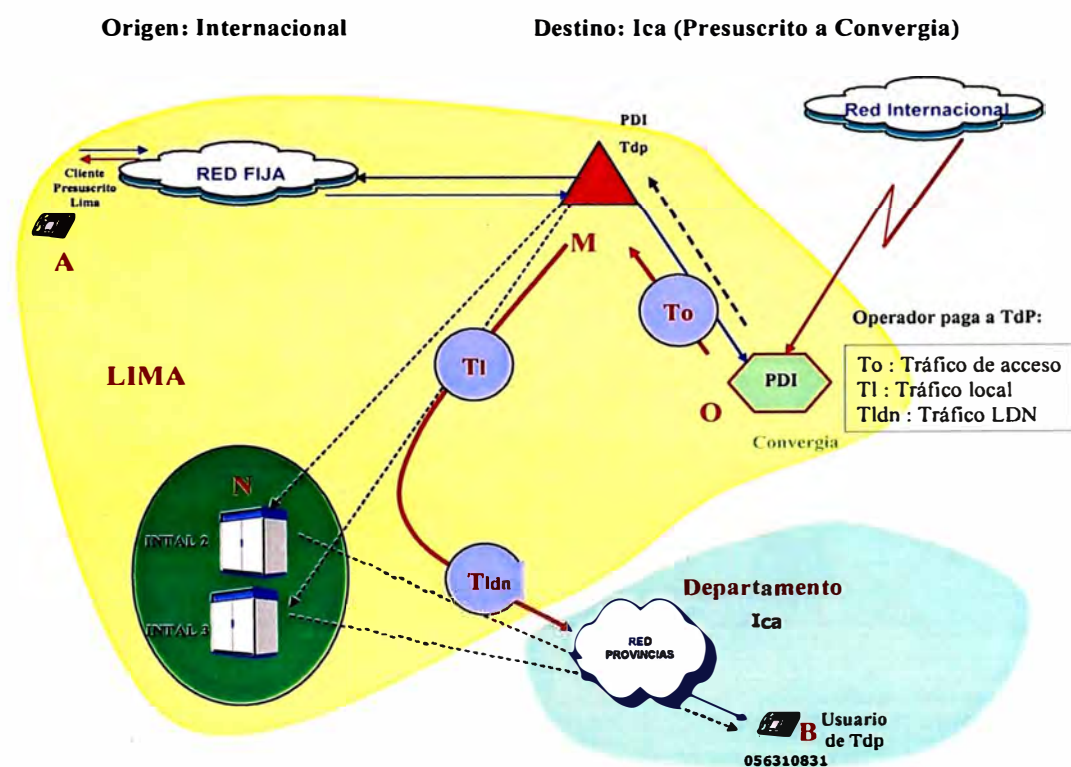 Origen: Internacional
Destino: Ica (Presuscrito a Convergia)
Red Internacional
PDI
Tdp
RED FIJA
Cliente
Presuscrito
Lima
A
M
To
Tl
LIMA
O
PDI
Convergia
Operador paga a TdP:
To : Tráfico de acceso
Tl : Tráfico local
Tldn : Tráfico LDN
N
INTAL 2
INTAL 3
Tldn
Departamento
Ica
RED
PROVINCIAS
B
Usuario
de Tdp
056310831